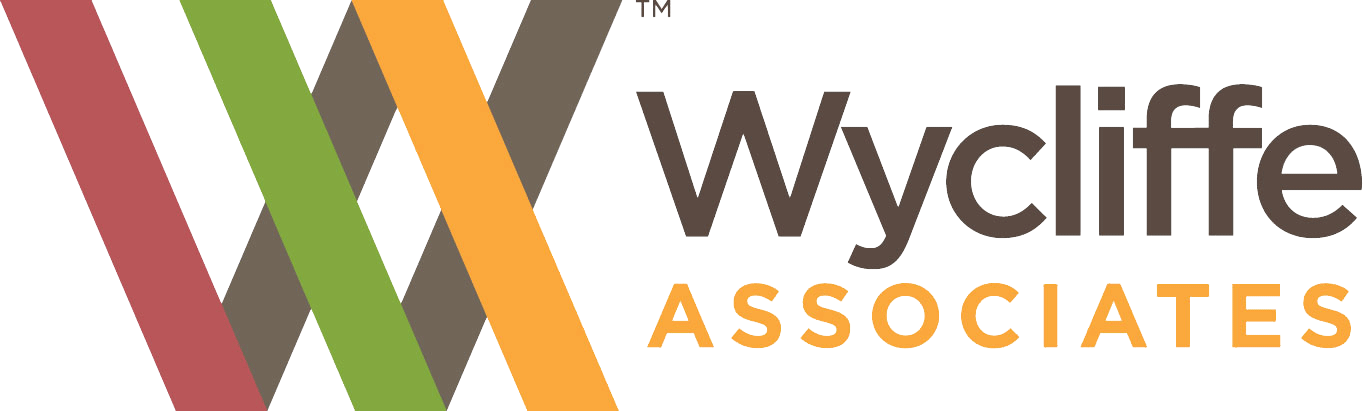 ™
Wycliffe
ASSOCIATES